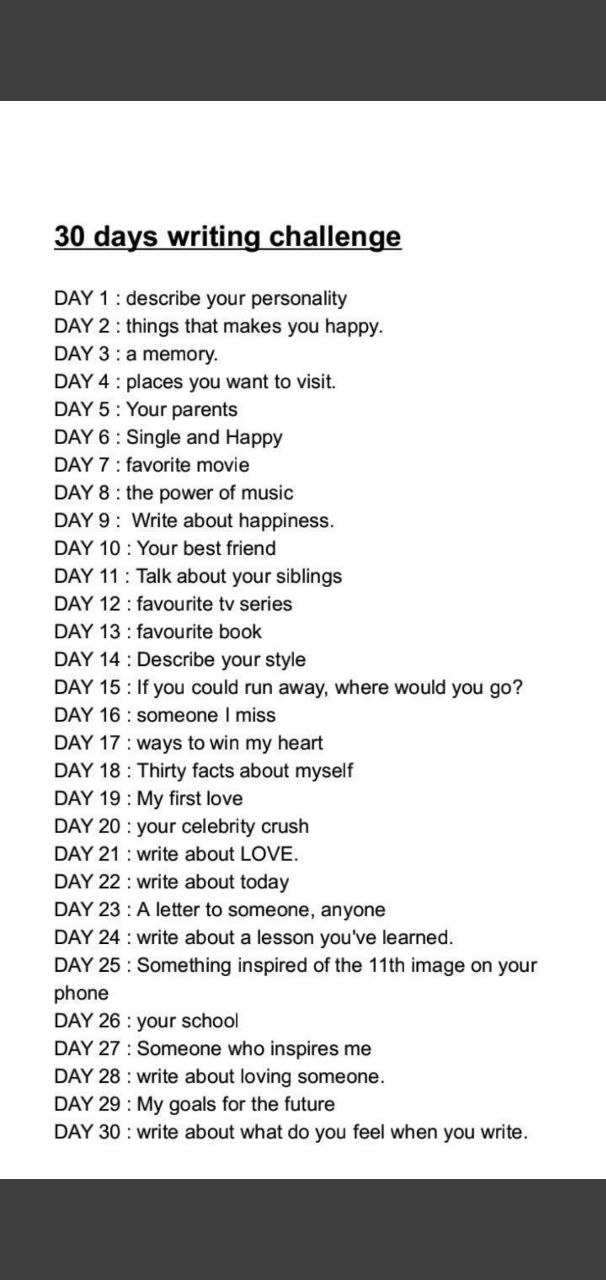 30 days writing challenge
DAY 1 : describe your personality
DAY 2 : things that makes you happy.
DAY 3 : a memory.
DAY 4 : places you want to visit.
DAY 5 : Your parents
DAY 6 : Single and Happy
DAY 7 : favorite movie
DAY 8 : the power of music
DAY 9 :  Write about happiness.
DAY 10 : Your best friend
DAY 11 : Talk about your siblings
DAY 12 : favourite tv series
DAY 13 : favourite book
DAY 14 : Describe your style
DAY 15 : If you could run away, where would you go?
DAY 16 : someone I miss
DAY 17 : ways to win my heart
DAY 18 : Thirty facts about myself
DAY 19 : My first love
DAY 20 : your celebrity crush
DAY 21 : write about LOVE.
DAY 22 : write about today
DAY 23 : A letter to someone, anyone
DAY 24 : write about a lesson you've learned.
DAY 25 : Something inspired of the 11th image on your
phone
DAY 26 : your school
DAY 27 : Someone who inspires me
DAY 28 : write about loving someone.
DAY 29 : My goals for the future
DAY 30 : write about what do you feel when you write.